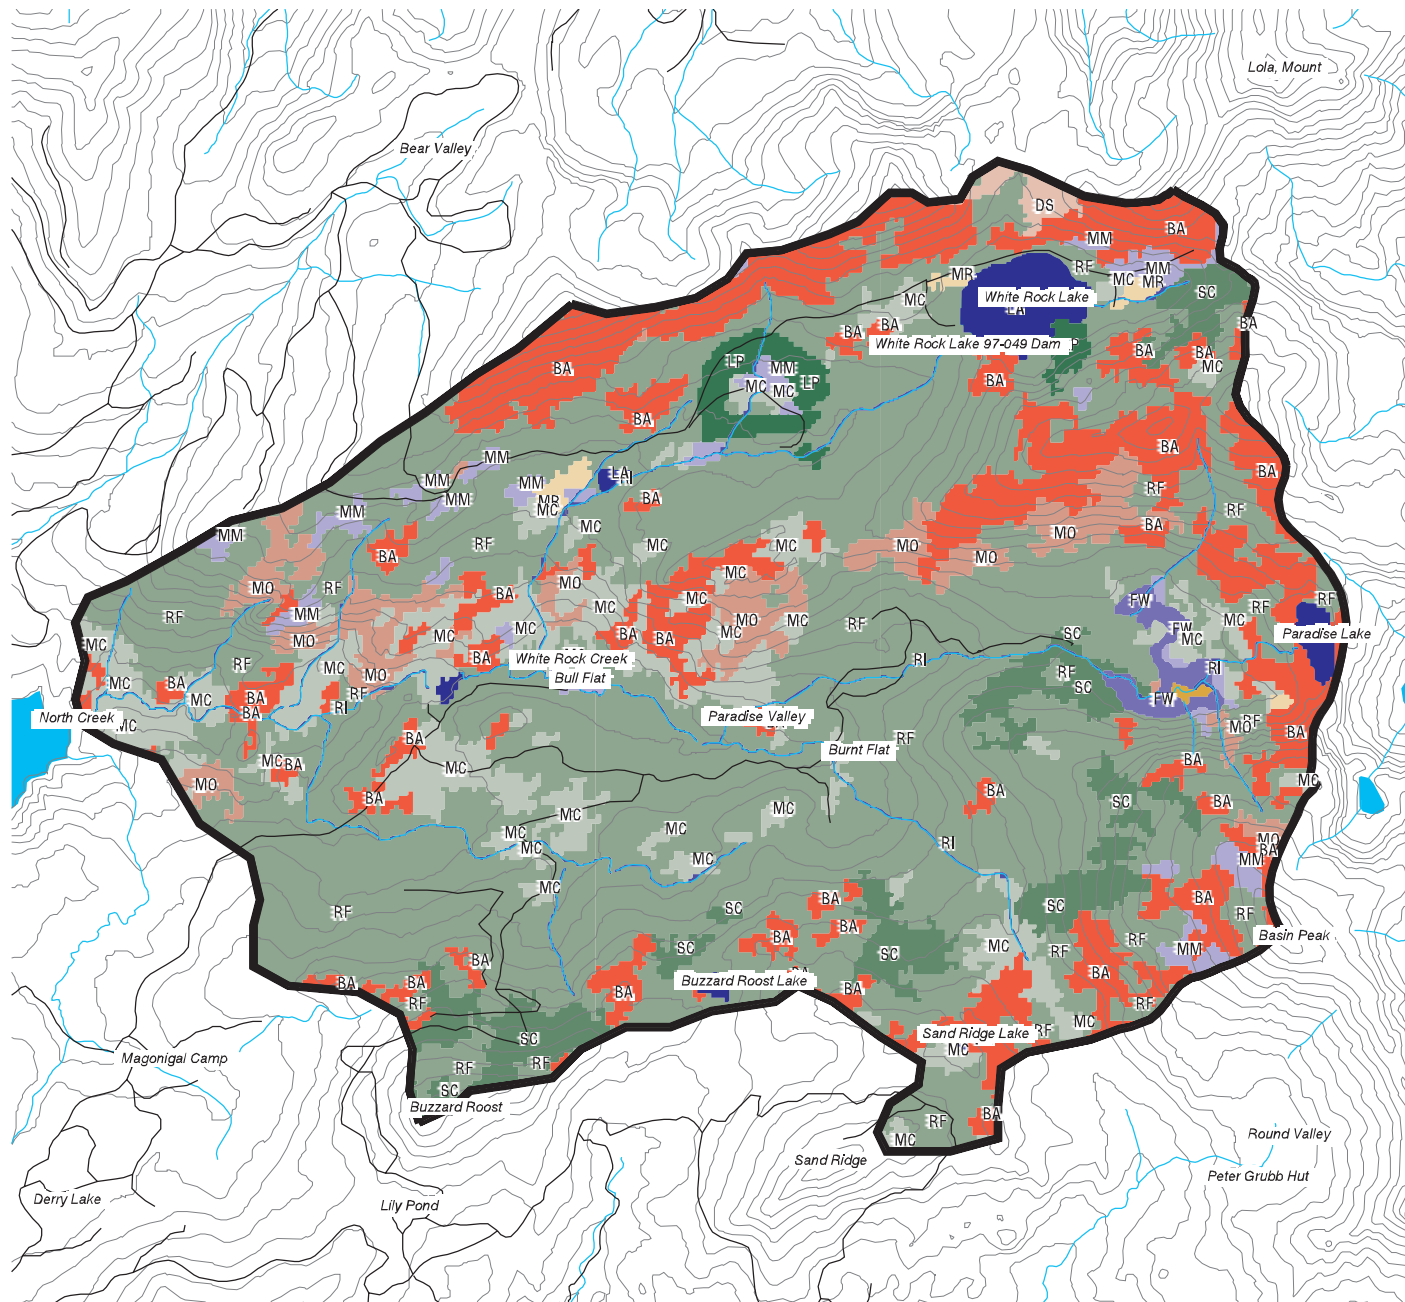 Lola, Mount
Bear Valley
DS
BA
MM
RF
MM
MR
MC
MR
SC
MC
White Rock Lake
LA
BA
BA
BA
White Rock Lake 97-049 Dam
BA
BA
MC
BA
LP
MM
LP
MC
MC
BA
BA
BA
BA
MM
MM
MM
LA
RI
MM
MR
MC
BA
RF
MM
RF
MM
MC
BA
BA
RF
MC
MC
MO
MO
MO
MO
RF
MM
MO
BA
MO
MC
MC
MC
MC
MO
MC
MC
BA
BA
MC
MC
RF
RF
MC
RF
MO
FW
FW
MC
MC
RF
RF
Paradise Lake
SC
RI
RF
SC
RI
FW
White Rock Creek
Bull Flat
BA
MC
MO
RF
RI
MC
MC
BA
MC
BA
BA
North Creek
MC
Paradise Valley
Burnt Flat
RF
MO
RF
BA
BA
MC
BA
MC
BA
MO
BA
MC
BA
MC
MC
MC
MC
MC
MC
MC
BA
SC
BA
RI
MO
BA
MM
BA
RF
RF
SC
BA
BA
BA
SC
SC
SC
MC
RF
RF
MM
Basin Peak
BA
BA
BA
BA
RF
Buzzard Roost Lake
BA
BA
RF
MC
Sand Ridge Lake
RF
MC
SC
RF
RF
SC
Buzzard Roost
Magonigal Camp
BA
RF
MC
Sand Ridge
Round Valley
Peter Grubb Hut
Derry Lake
Lily Pond